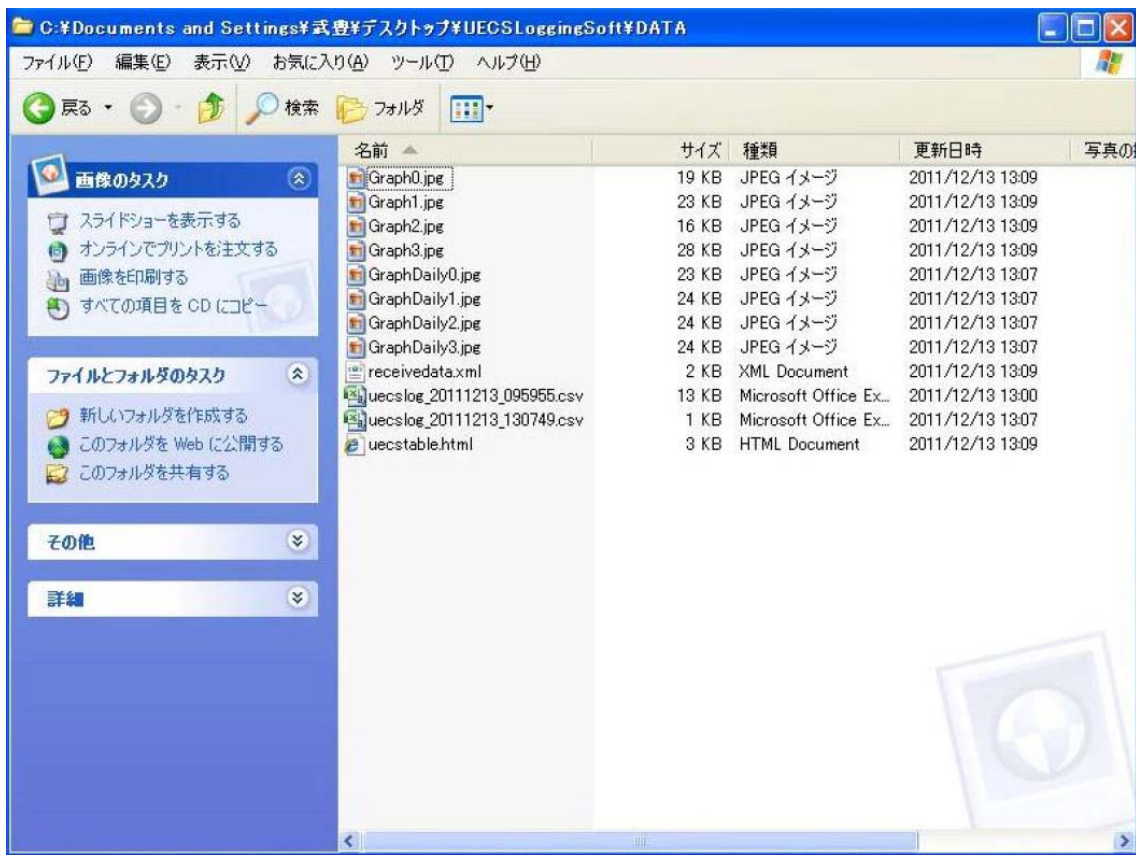 C:¥Documents and Settings¥武豊¥デスクトップ¥UECSLoggingSoft¥DATA
ファイル(F) 編集(E) 表示(V) お気に入り(A) ツール(T) ヘルプ(H)
戻る 検索 フォルダ
画像のタスク
スライドショーを表示する
オンラインでプリントを注文する
画像を印刷する
すべての項目を CD にコピー
ファイルとフォルダのタスク
新しいフォルダを作成する
このフォルダを Web に公開する
このフォルダを共有する
その他
詳細
名前 サイズ 種類 更新日時 写真の
Graph0.jpg 19 KB JPEG イメージ 2011/12/13 13:09
Graph1.jpg 23 KB JPEG イメージ 2011/12/13 13:09
Graph2.jpg 16 KB JPEG イメージ 2011/12/13 13:09
Graph3.jpg 28 KB JPEG イメージ 2011/12/13 13:09
GraphDaily0.jpg 23 KB JPEG イメージ 2011/12/13 13:07
GraphDaily1.jpg 24 KB JPEG イメージ 2011/12/13 13:07
GraphDaily2.jpg 24 KB JPEG イメージ 2011/12/13 13:07
GraphDaily3.jpg 24 KB JPEG イメージ 2011/12/13 13:07
receivedata.xml 2 KB XML Document 2011/12/13 13:09
uecslog_20111213_095955.csv 13 KB Microsoft Office Ex... 2011/12/13 13:00
uecslog_20111213_130749.csv 1 KB Microsoft Office Ex... 2011/12/13 13:07
uecstable.html 3 KB HTML Document 2011/12/13 13:09